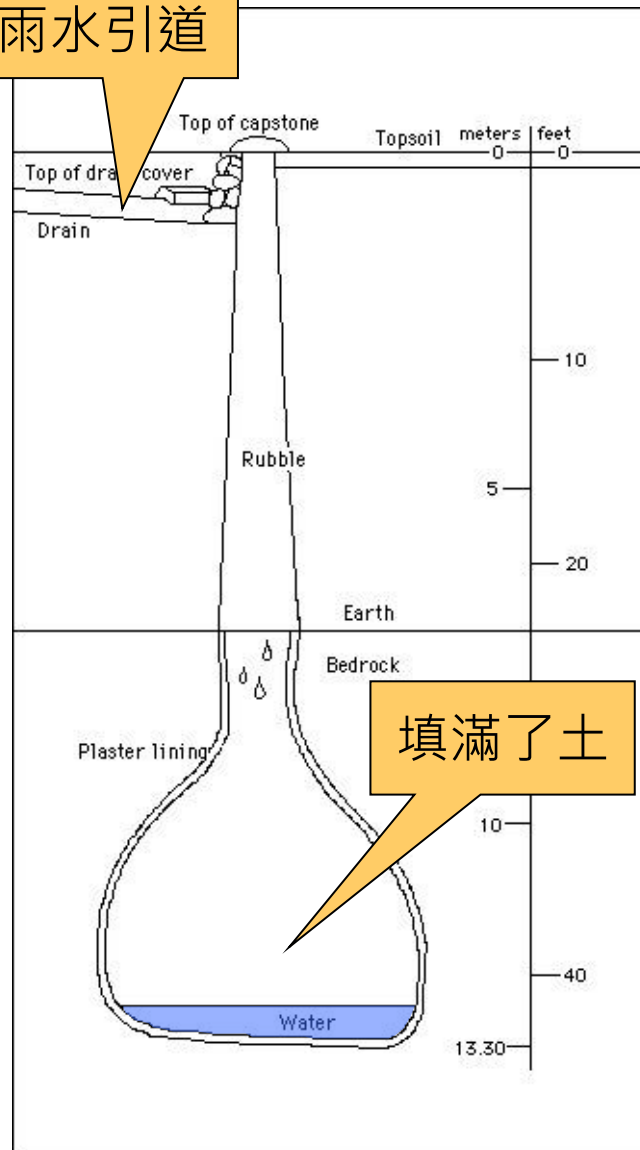 雨水引道
Top of capstone
Topsoil
meters feet
0 0
Top of drain cover
Drain
10
Rubble
5
20
Earth
Bedrock
填滿了土
Plaster lining
10
40
Water
13.30